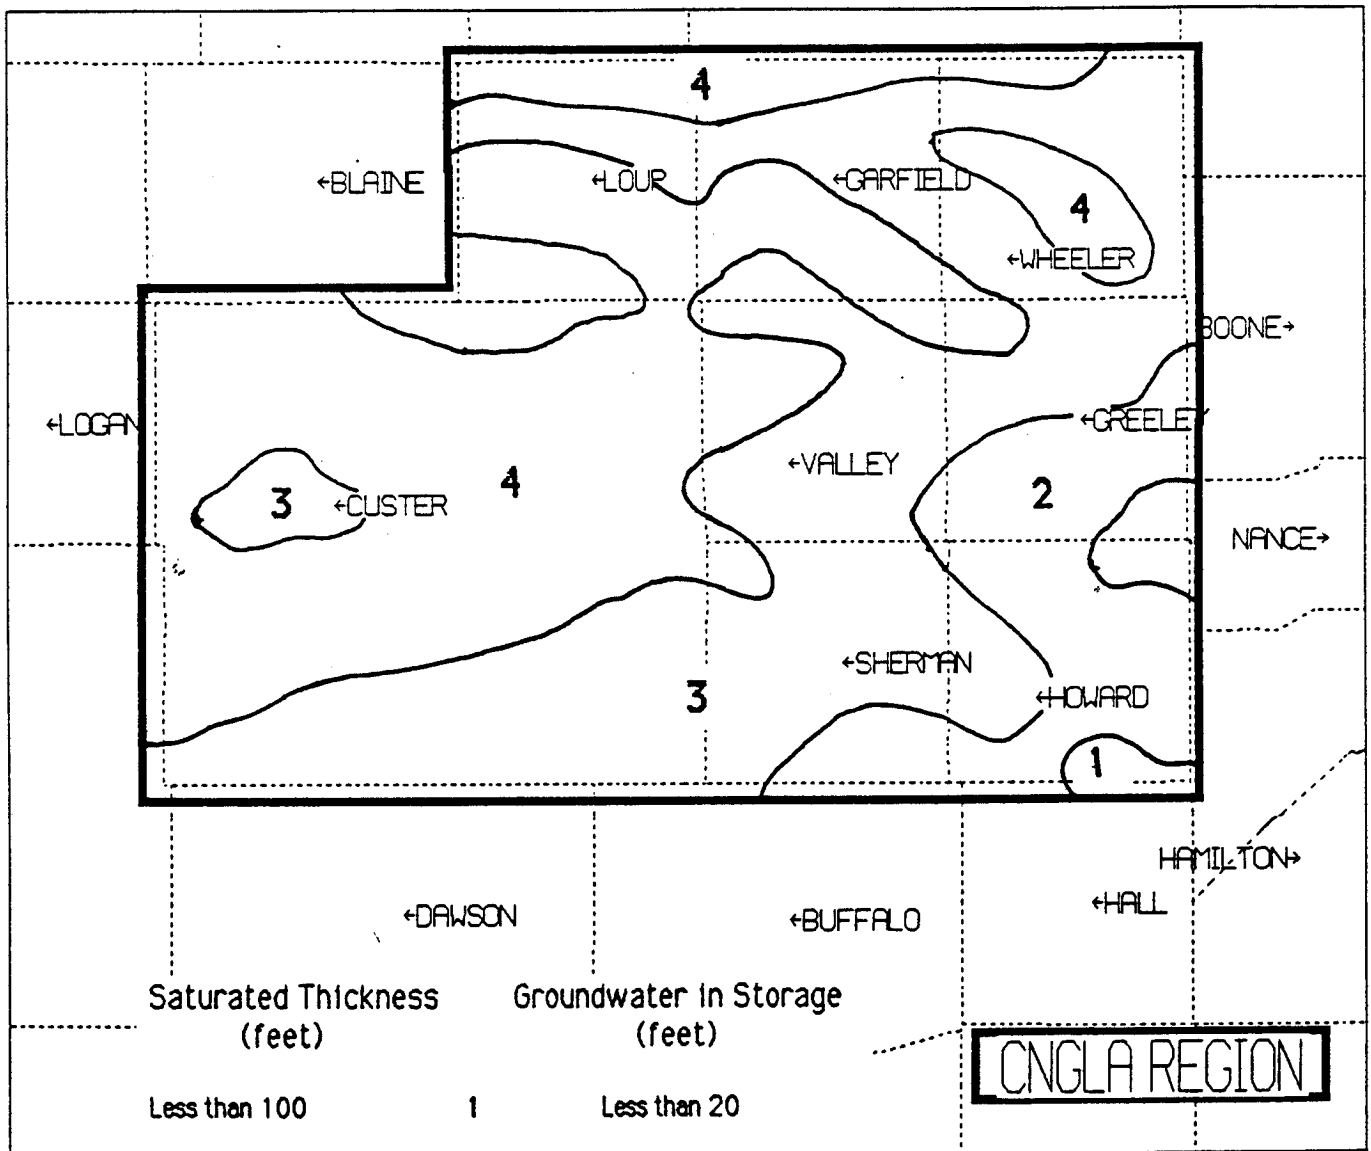 4
←BLAINE
←LOUP
←GARFIELD
4
←WHEELER
BOONE→
←LOGAN
←GREELEY
←VALLEY
4
3
←CUSTER
2
NANCE→
←SHERMAN
3
←HOWARD
1
HAMILTON→
←HALL
←DAWSON
←BUFFALO
Saturated Thickness Groundwater in Storage
(feet) (feet)
CNGLA REGION
Less than 100 1 Less than 20